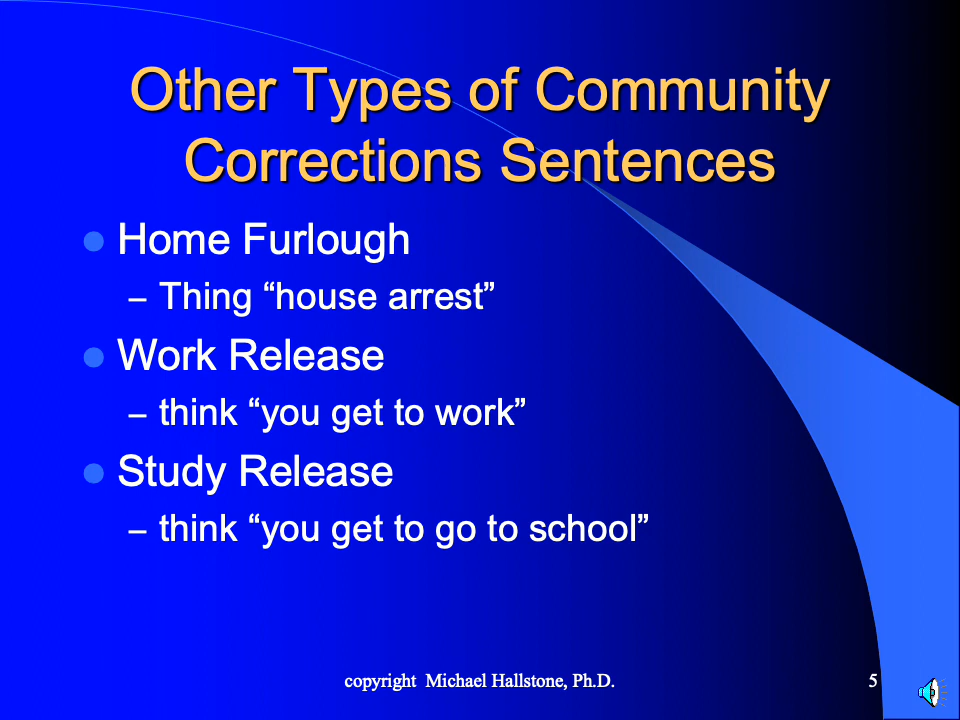 Other Types of Community
Corrections Sentences
Home Furlough
– Thing “house arrest”
Work Release
– think “you get to work”
Study Release
– think “you get to go to school”
copyright Michael Hallstone, Ph.D.
5